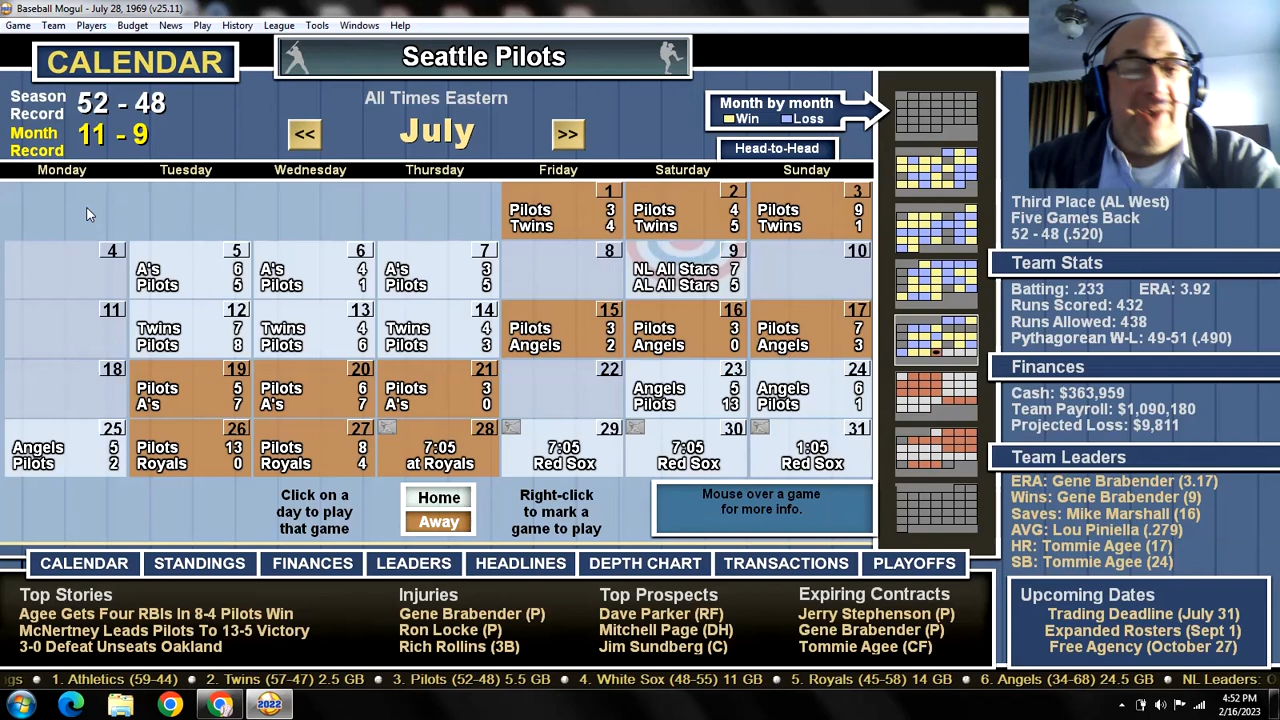 Baseball Mogul - July 28, 1969 (v25.11)
Game Team Players Budget News Play History League Tools Windows Help
CALENDAR
Seattle Pilots
Season Record 52 - 48
Month Record 11 - 9
All Times Eastern
<< July >>
Month by month
Win Loss
Head-to-Head
Monday Tuesday Wednesday Thursday Friday Saturday Sunday
1 2 3
Pilots 3 Pilots 4 Pilots 9
Twins 4 Twins 5 Twins 1
4 5 6 7 8 9 10
A's 6 A's 4 A's 3 NL All Stars 7
Pilots 5 Pilots 1 Pilots 5 AL All Stars 5
11 12 13 14 15 16 17
Twins 7 Twins 4 Twins 4 Pilots 3 Pilots 3 Pilots 7
Pilots 8 Pilots 6 Pilots 3 Angels 2 Angels 0 Angels 3
18 19 20 21 22 23 24
Pilots 5 Pilots 6 Pilots 3 Angels 5 Angels 6
A's 7 A's 7 A's 0 Pilots 13 Pilots 1
25 26 27 28 29 30 31
Angels 5 Pilots 13 Pilots 8 7:05 7:05 7:05 1:05
Pilots 2 Royals 0 Royals 4 at Royals Red Sox Red Sox Red Sox
Click on a day to play that game
Home
Away
Right-click to mark a game to play
Mouse over a game for more info.
Third Place (AL West)
Five Games Back
52 - 48 (.520)
Team Stats
Batting: .233 ERA: 3.92
Runs Scored: 432
Runs Allowed: 438
Pythagorean W-L: 49-51 (.490)
Finances
Cash: $363,959
Team Payroll: $1,090,180
Projected Loss: $9,811
Team Leaders
ERA: Gene Brabender (3.17)
Wins: Gene Brabender (9)
Saves: Mike Marshall (16)
AVG: Lou Piniella (.279)
HR: Tommie Agee (17)
SB: Tommie Agee (24)
CALENDAR STANDINGS FINANCES LEADERS HEADLINES DEPTH CHART TRANSACTIONS PLAYOFFS
Top Stories
Agee Gets Four RBIs In 8-4 Pilots Win
McNertney Leads Pilots To 13-5 Victory
3-0 Defeat Unseats Oakland
Injuries
Gene Brabender (P)
Ron Locke (P)
Rich Rollins (3B)
Top Prospects
Dave Parker (RF)
Mitchell Page (DH)
Jim Sundberg (C)
Expiring Contracts
Jerry Stephenson (P)
Gene Brabender (P)
Tommie Agee (CF)
Upcoming Dates
Trading Deadline (July 31)
Expanded Rosters (Sept 1)
Free Agency (October 27)
gs • 1. Athletics (59-44) • 2. Twins (57-47) 2.5 GB • 3. Pilots (52-48) 5.5 GB • 4. White Sox (48-55) 11 GB • 5. Royals (45-58) 14 GB • 6. Angels (34-68) 24.5 GB • NL Leaders:
2022
4:52 PM
2/16/2023